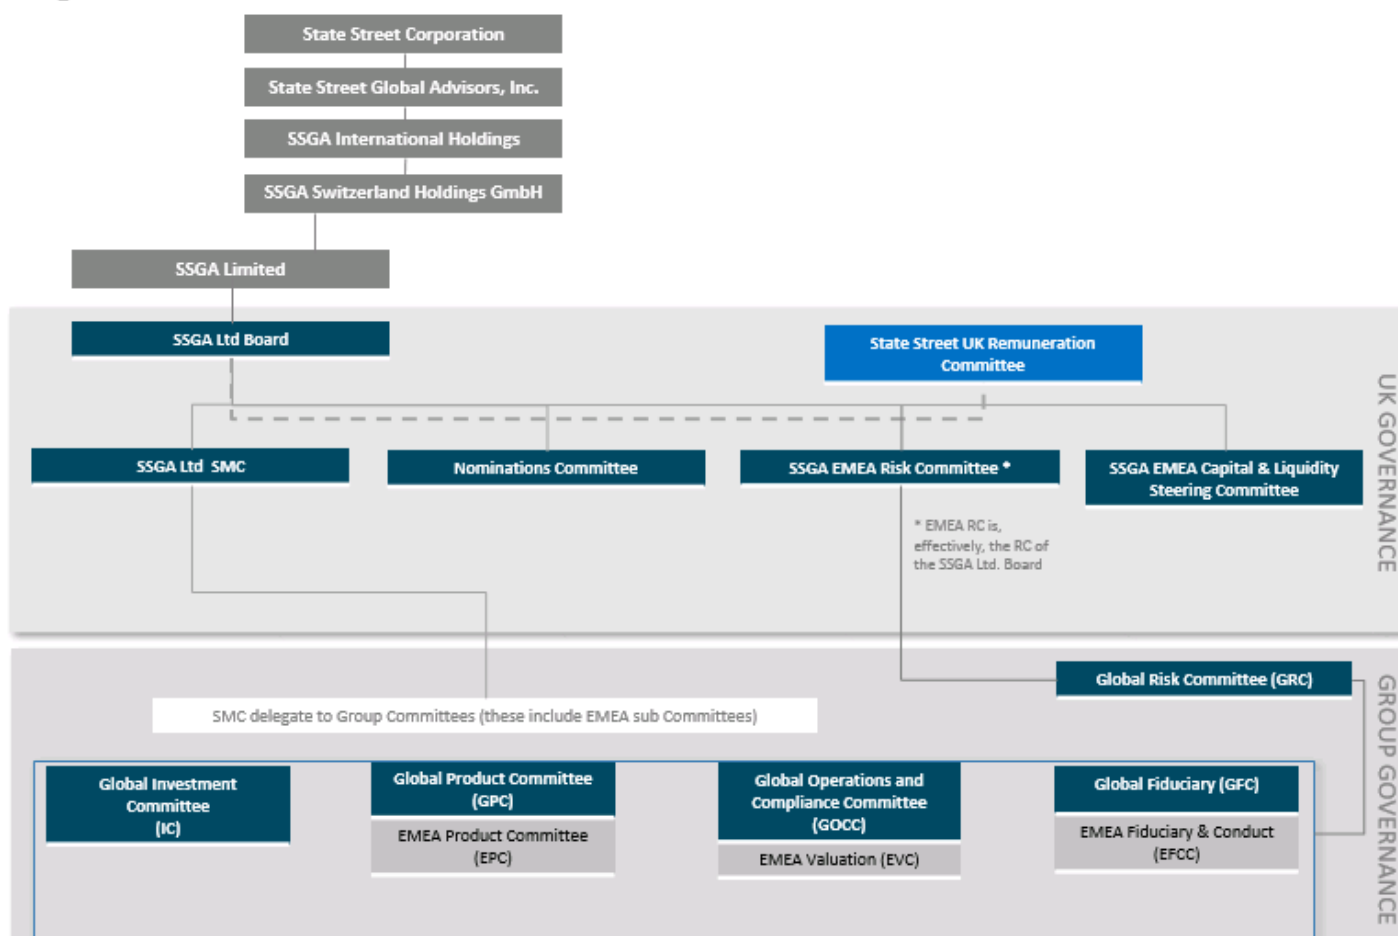 State Street Corporation
State Street Global Advisors, Inc.
SSGA International Holdings
SSGA Switzerland Holdings GmbH
SSGA Limited
SSGA Ltd Board
State Street UK Remuneration
Committee
UK GOVERNANCE
SSGA Ltd  SMC
Nominations Committee
SSGA EMEA Risk Committee *
SSGA EMEA Capital & Liquidity
Steering Committee
* EMEA RC is,
effectively, the RC of
the SSGA Ltd. Board
Global Risk Committee (GRC)
GROUP GOVERNANCE
SMC delegate to Group Committees (these include EMEA sub Committees)
Global Investment
Committee
(IC)
Global Product Committee
(GPC)
EMEA Product Committee
(EPC)
Global Operations and
Compliance Committee
(GOCC)
EMEA Valuation (EVC)
Global Fiduciary (GFC)
EMEA Fiduciary & Conduct
(EFCC)